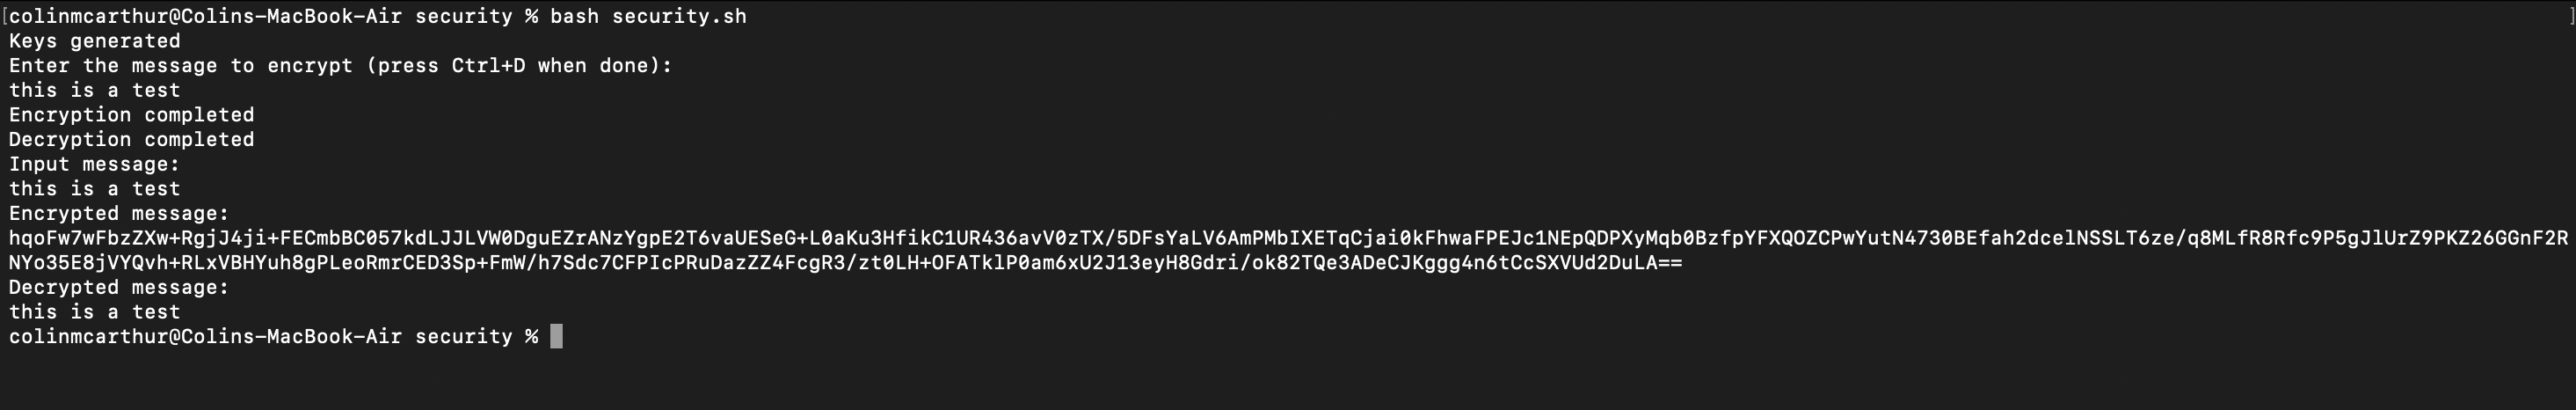 [colinmcarthur@Colins-MacBook-Air security % bash security.sh ]
Keys generated
Enter the message to encrypt (press Ctrl+D when done):
this is a test
Encryption completed
Decryption completed
Input message:
this is a test
Encrypted message:
hqoFw7wFbzZXw+RgjJ4ji+FECmbBC057kdLJJLVW0DguEZrANzYgpE2T6vaUESeG+L0aKu3HfikC1UR436avV0zTX/5DFsYaLV6AmPMbIXETqCjai0kFhwaFPEJc1NEpQDPXyMqb0BzfpYFXQOZCPwYutN4730BEfah2dcelNSSLT6ze/q8MLfR8Rfc9P5gJlUrZ9PKZ26GGnF2R
NYo35E8jVYQvh+RLxVBHYuh8gPLeoRmrCED3Sp+FmW/h7Sdc7CFPIcPRuDazZZ4FcgR3/zt0LH+OFATklP0am6xU2J13eyH8Gdri/ok82TQe3ADeCJKggg4n6tCcSXVUd2DuLA==
Decrypted message:
this is a test
colinmcarthur@Colins-MacBook-Air security %